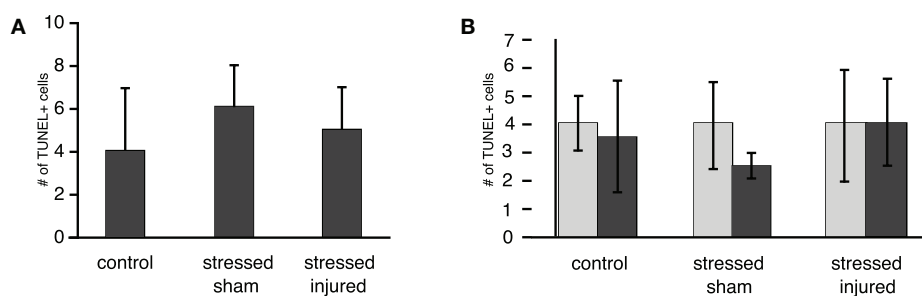 A
# of TUNEL+ cells
10
8
6
4
2
0
control
stressed
sham
stressed
injured
B
# of TUNEL+ cells
7
6
5
4
3
2
1
0
control
stressed
sham
stressed
injured